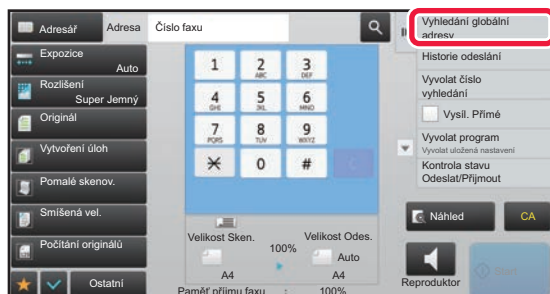 Adresář
Adresa
Číslo faxu
Expozice
Auto
Rozlišení
Super Jemný
Originál
Vytvoření úloh
Pomalé skenov.
Smíšená vel.
Počítání originálů
Ostatní
1
2
ABC
3
DEF
4
GHI
5
JKL
6
MNO
7
PQRS
8
TUV
9
WXYZ
0
#
Velikost Sken.
A4
100%
Velikost Odes.
Auto
A4
Paměť příjmu faxu : 100%
Vyhledání globální
adresy
Historie odeslání
Vyvolat číslo
vyhledání
Vysíl. Přímé
Vyvolat program
Vyvolat uložená nastavení
Kontrola stavu
Odeslat/Přijmout
Náhled
CA
Reproduktor
Start